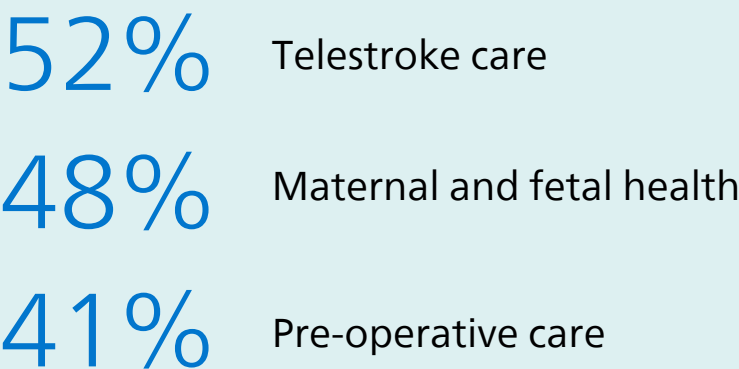 52% Telestroke care
48% Maternal and fetal health
41% Pre-operative care